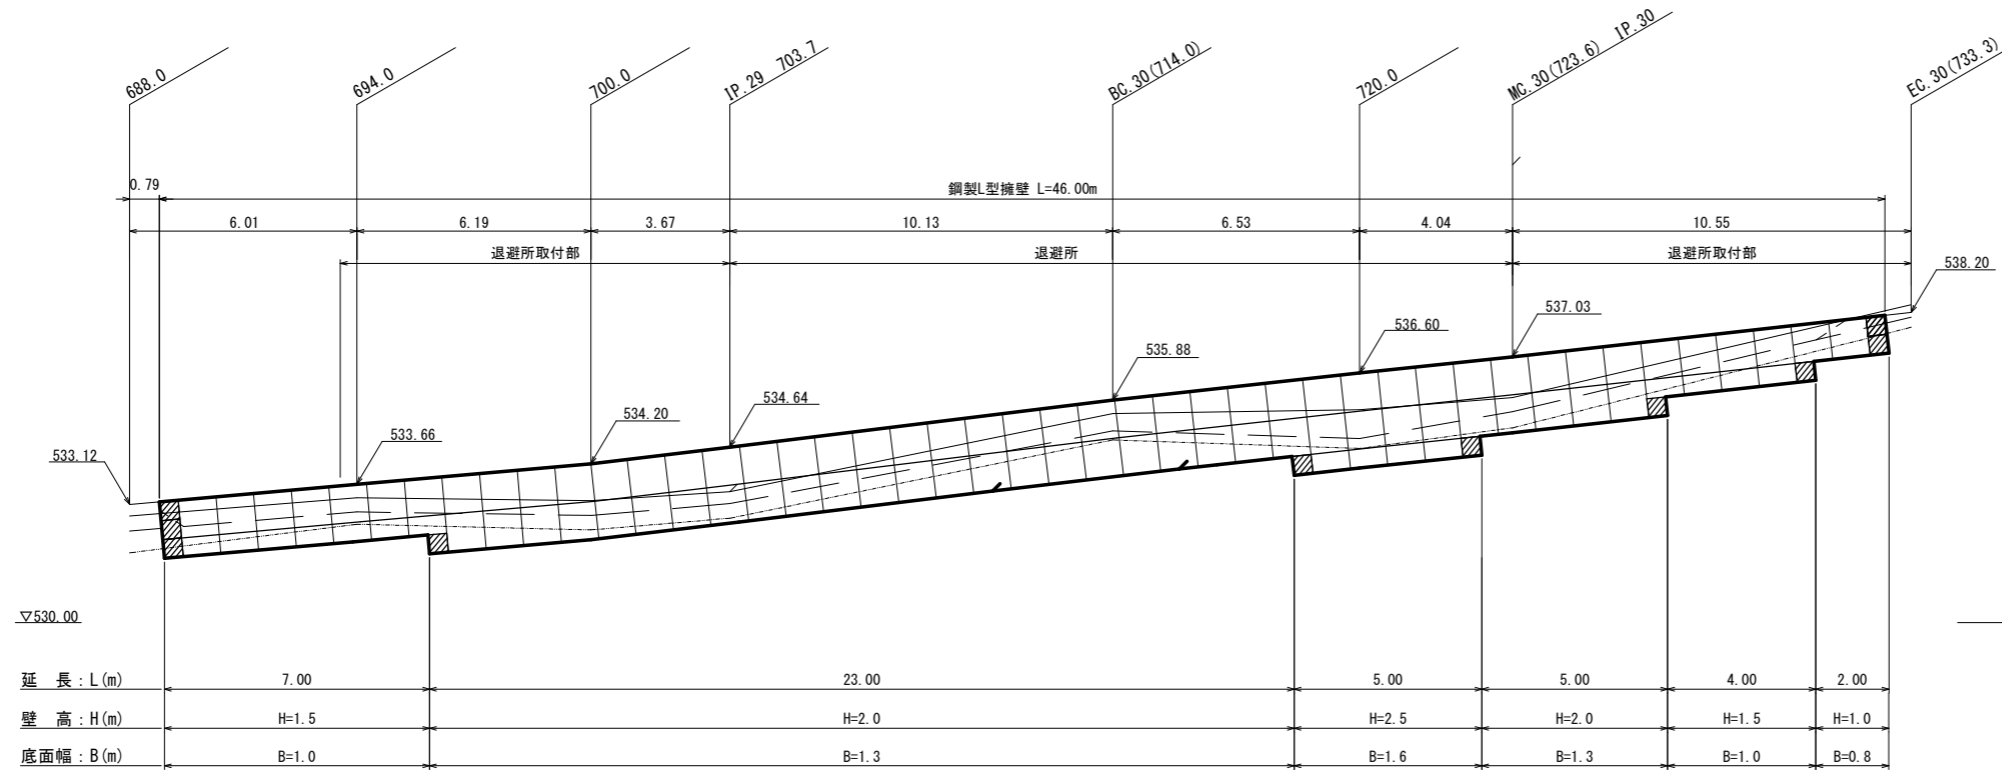 688.0
694.0
700.0
IP.29 703.7
BC.30(714.0)
720.0
MC.30(723.6) IP.30
EC.30(733.3)
0.79
鋼製L型擁壁 L=46.00m
6.01 6.19 3.67 10.13 6.53 4.04 10.55
退避所取付部 退避所 退避所取付部
538.20
537.03
536.60
535.88
534.64
534.20
533.66
533.12
▽530.00
延 長:L(m) 7.00 23.00 5.00 5.00 4.00 2.00
壁 高:H(m) H=1.5 H=2.0 H=2.5 H=2.0 H=1.5 H=1.0
底面幅:B(m) B=1.0 B=1.3 B=1.6 B=1.3 B=1.0 B=0.8